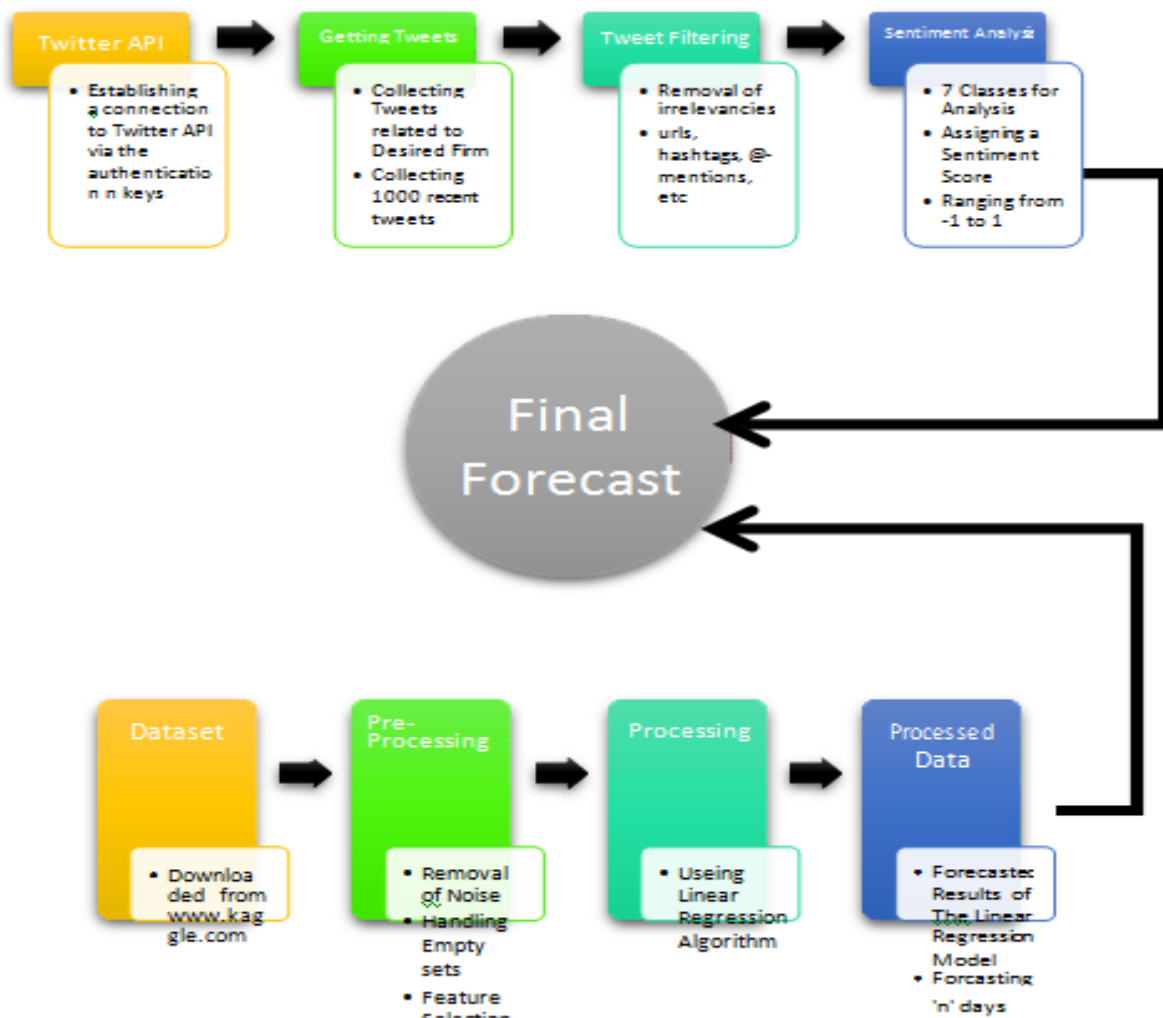 Twitter API
Establishing
a connection
to Twitter API
via the
authenticatio
n n keys
Getting Tweets
Collecting
Tweets
related to
Desired Firm
Collecting
1000 recent
tweets
Tweet Filtering
Removal of
irrelevancies
urls,
hashtags, @-
mentions,
etc
Sentiment Analysis
7 Classes for
Analysis
Assigning a
Sentiment
Score
Ranging from
-1 to 1
Final
Forecast
Dataset
Downloa
ded from
www.kag
gle.com
Pre-
Processing
Removal
of Noise
Handling
Empty
sets
Feature
Selection
Processing
Useing
Linear
Regression
Algorithm
Processed
Data
Forecasted
Results of
The Linear
Regression
Model
Forcasting
'n' days